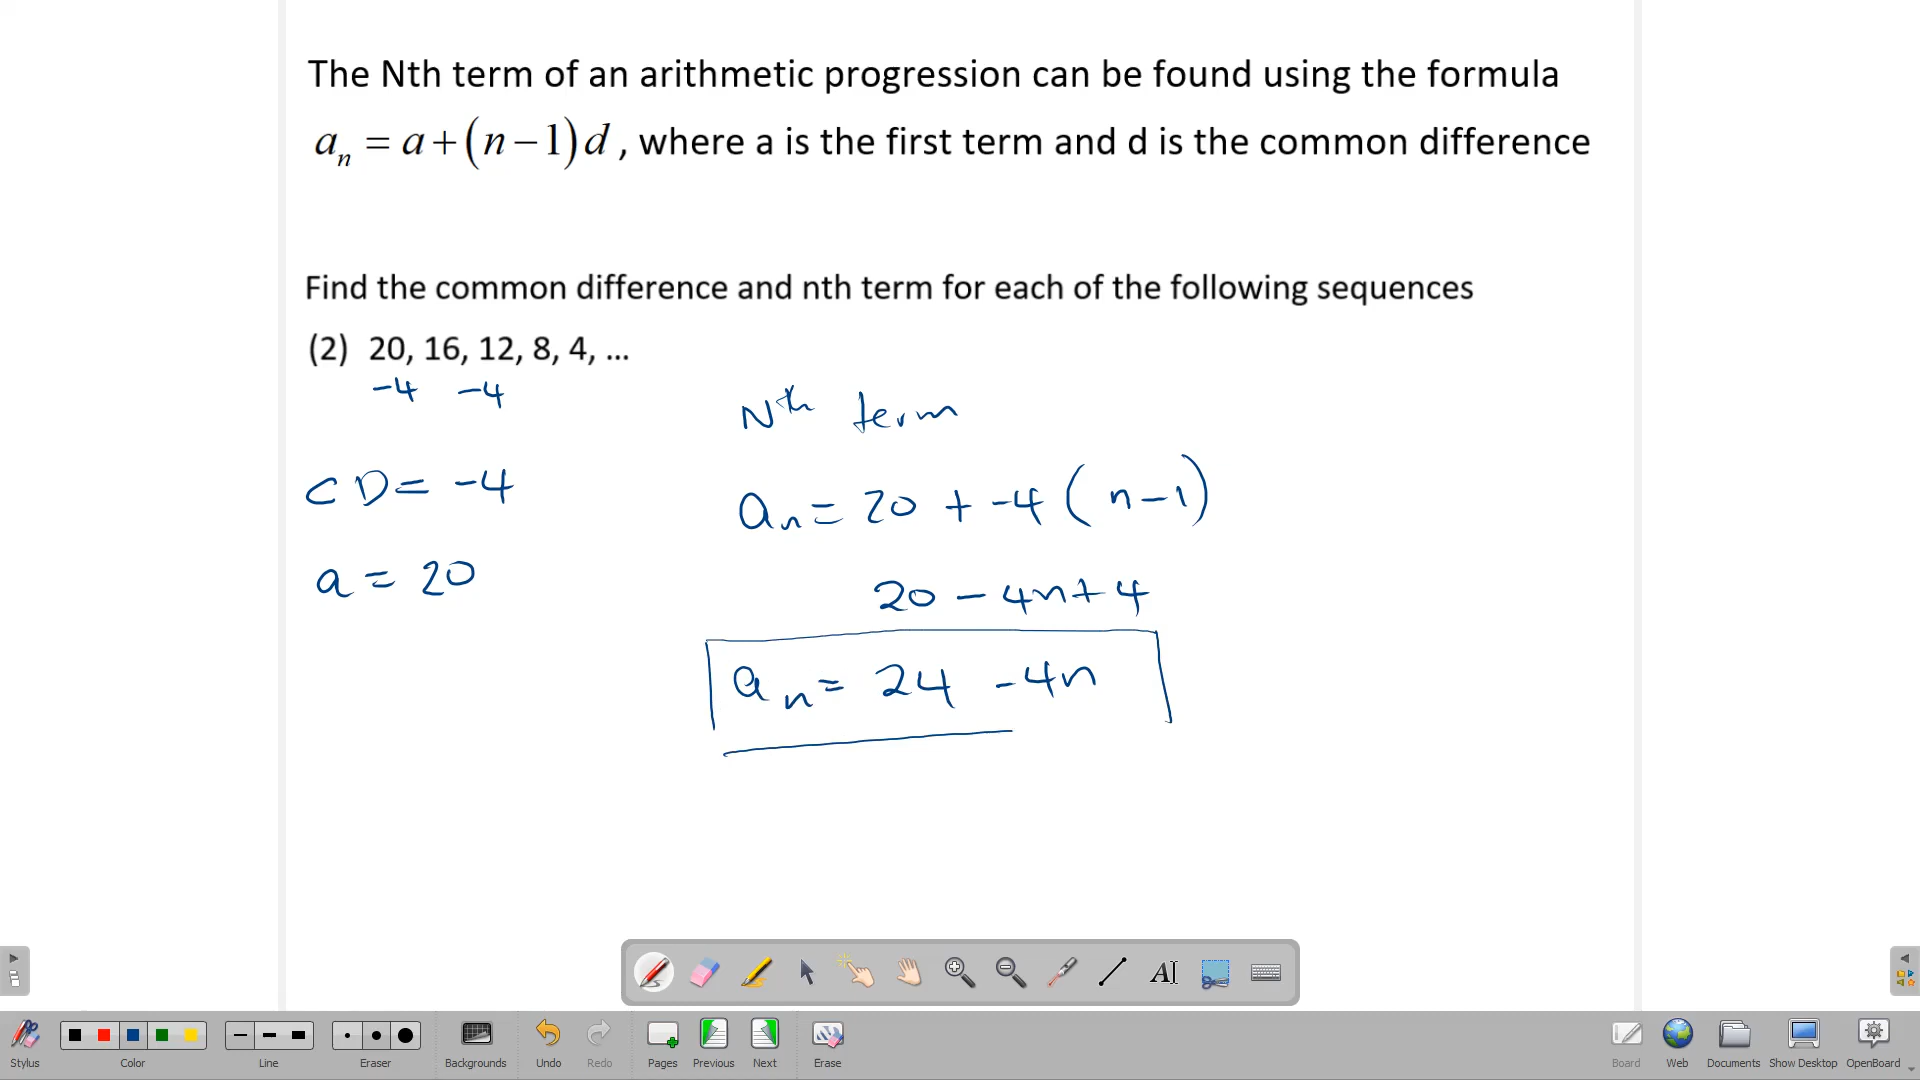 The Nth term of an arithmetic progression can be found using the formula
aₙ = a+(n−1)d, where a is the first term and d is the common difference
Find the common difference and nth term for each of the following sequences
(2) 20, 16, 12, 8, 4, ...
-4 -4
Nᵗʰ term
CD= -4
aₙ= 20 + -4 ( n-1)
a = 20
20 - 4n+4
aₙ= 24 -4n
AI
Stylus Color Line Eraser Backgrounds Undo Redo Pages Previous Next Erase Board Web Documents Show Desktop OpenBoard